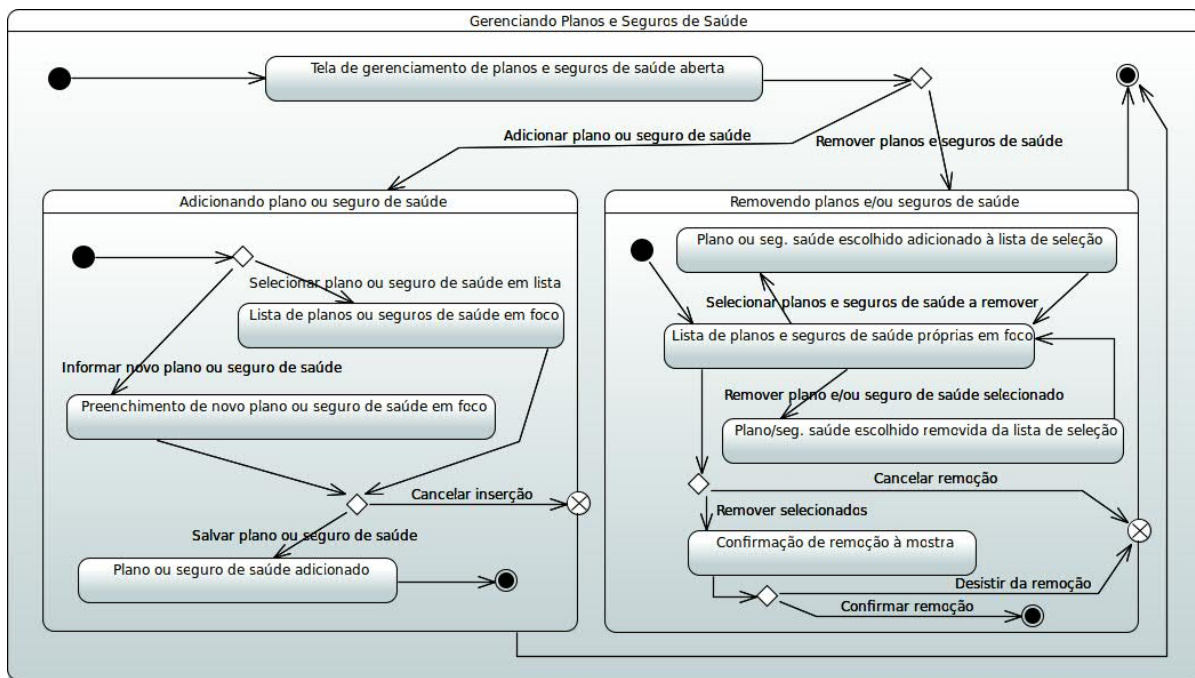 Gerenciando Planos e Seguros de Saúde
Tela de gerenciamento de planos e seguros de saúde aberta
Adicionar plano ou seguro de saúde
Remover planos e seguros de saúde
Adicionando plano ou seguro de saúde
Selecionar plano ou seguro de saúde em lista
Lista de planos ou seguros de saúde em foco
Informar novo plano ou seguro de saúde
Preenchimento de novo plano ou seguro de saúde em foco
Cancelar inserção
Salvar plano ou seguro de saúde
Plano ou seguro de saúde adicionado
Removendo planos e/ou seguros de saúde
Plano ou seg. saúde escolhido adicionado à lista de seleção
Selecionar planos e seguros de saúde a remover
Lista de planos e seguros de saúde próprias em foco
Remover plano e/ou seguro de saúde selecionado
Plano/seg. saúde escolhido removida da lista de seleção
Cancelar remoção
Remover selecionados
Confirmação de remoção à mostra
Desistir da remoção
Confirmar remoção